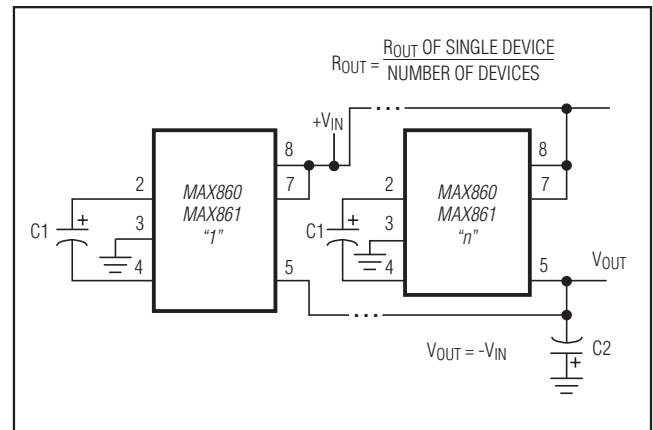 ROUT = ROUT OF SINGLE DEVICE
NUMBER OF DEVICES
+VIN
8
7
2
3
4
5
MAX860
MAX861
"1"
C1
+
8
7
2
3
4
5
MAX860
MAX861
"n"
C1
+
VOUT
VOUT = -VIN
C2
+